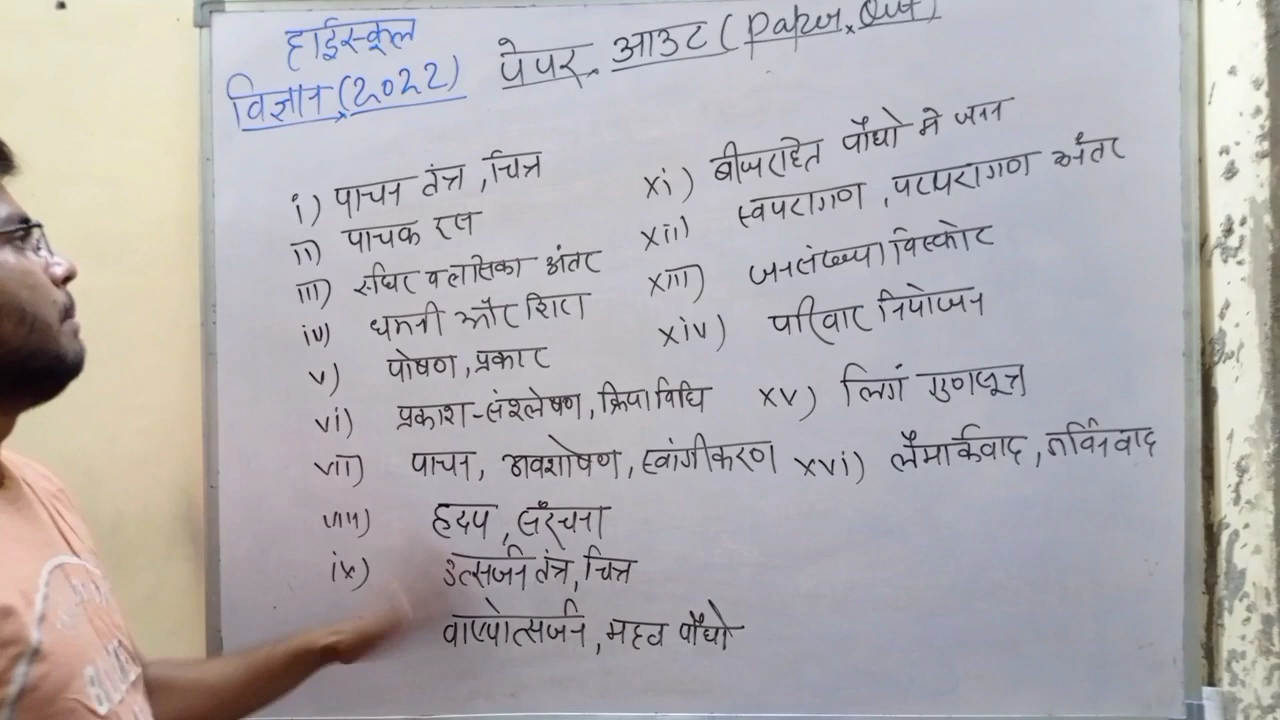 हाईस्कूल
विज्ञान (2022)
पेपर आउट (Paper Out)
i) पाचन तंत्र, चित्र
ii) पाचक रस
iii) रुधिर व लसिका अंतर
iv) धमनी और शिरा
v) पोषण, प्रकार
vi) प्रकाश-संश्लेषण, क्रियाविधि
vii) पाचन, अवशोषण, स्वांगीकरण
viii) हृदय, संरचना
ix) उत्सर्जन तंत्र, चित्र
वाष्पोत्सर्जन, महत्व पौधो
xi) बीजरहित पौधो मे जनन
xii) स्वपरागण, परपरागण अंतर
xiii) जनसंख्या विस्फोट
xiv) परिवार नियोजन
xv) लिगं गुणसूत्र
xvi) लैमार्कवाद, डार्विनवाद